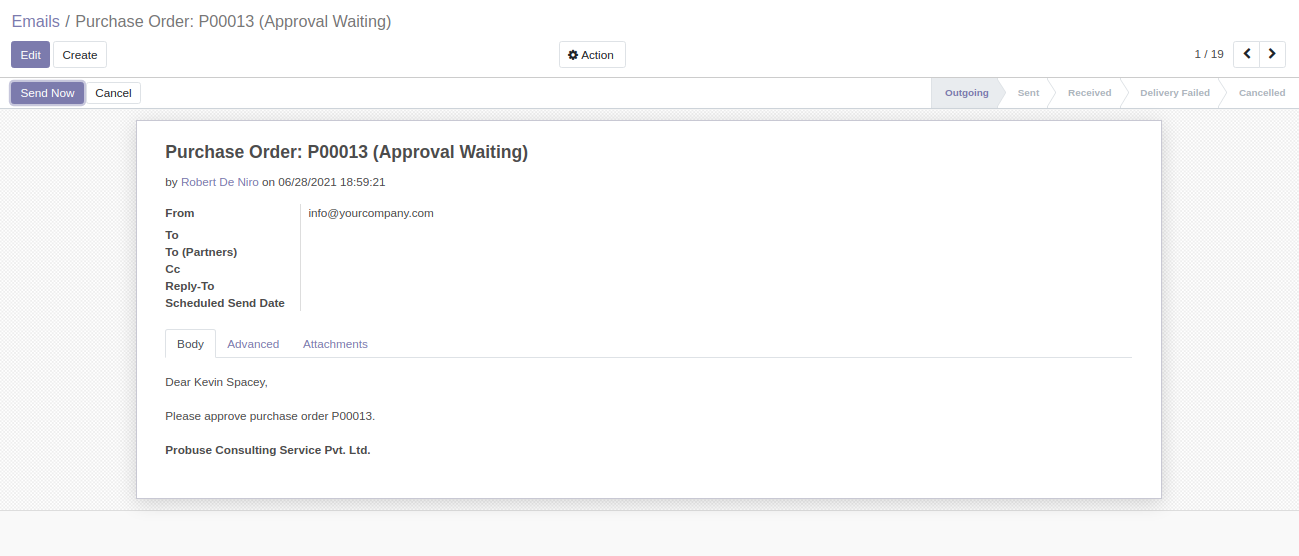 Emails / Purchase Order: P00013 (Approval Waiting)
Edit Create Action 1 / 19
Send Now Cancel Outgoing Sent Received Delivery Failed Cancelled
Purchase Order: P00013 (Approval Waiting)
by Robert De Niro on 06/28/2021 18:59:21
From info@yourcompany.com
To
To (Partners)
Cc
Reply-To
Scheduled Send Date
Body Advanced Attachments
Dear Kevin Spacey,
Please approve purchase order P00013.
Probuse Consulting Service Pvt. Ltd.